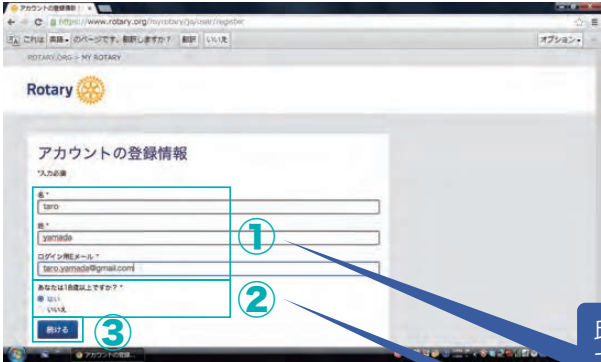 アカウントの登録情報
https://www.rotary.org/myrotary/ja/user/register
これは 英語 のページです。翻訳しますか？ 翻訳 いいえ オプション
ROTARY.ORG > MY ROTARY
Rotary
アカウントの登録情報
*入力必須
名 *
taro
姓 *
yamada
①
ログイン用Eメール *
taro.yamada@gmail.com
あなたは18歳以上ですか？ *
はい
いいえ
②
続ける
③
アカウントの登録...